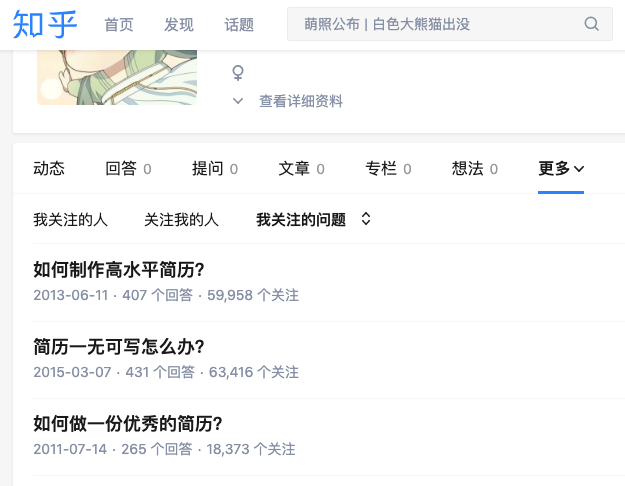 知乎 首页 发现 话题 萌照公布 | 白色大熊猫出没
查看详细资料
动态 回答 0 提问 0 文章 0 专栏 0 想法 0 更多
我关注的人 关注我的人 我关注的问题
如何制作高水平简历?
2013-06-11 · 407 个回答 · 59,958 个关注
简历一无可写怎么办?
2015-03-07 · 431 个回答 · 63,416 个关注
如何做一份优秀的简历?
2011-07-14 · 265 个回答 · 18,373 个关注